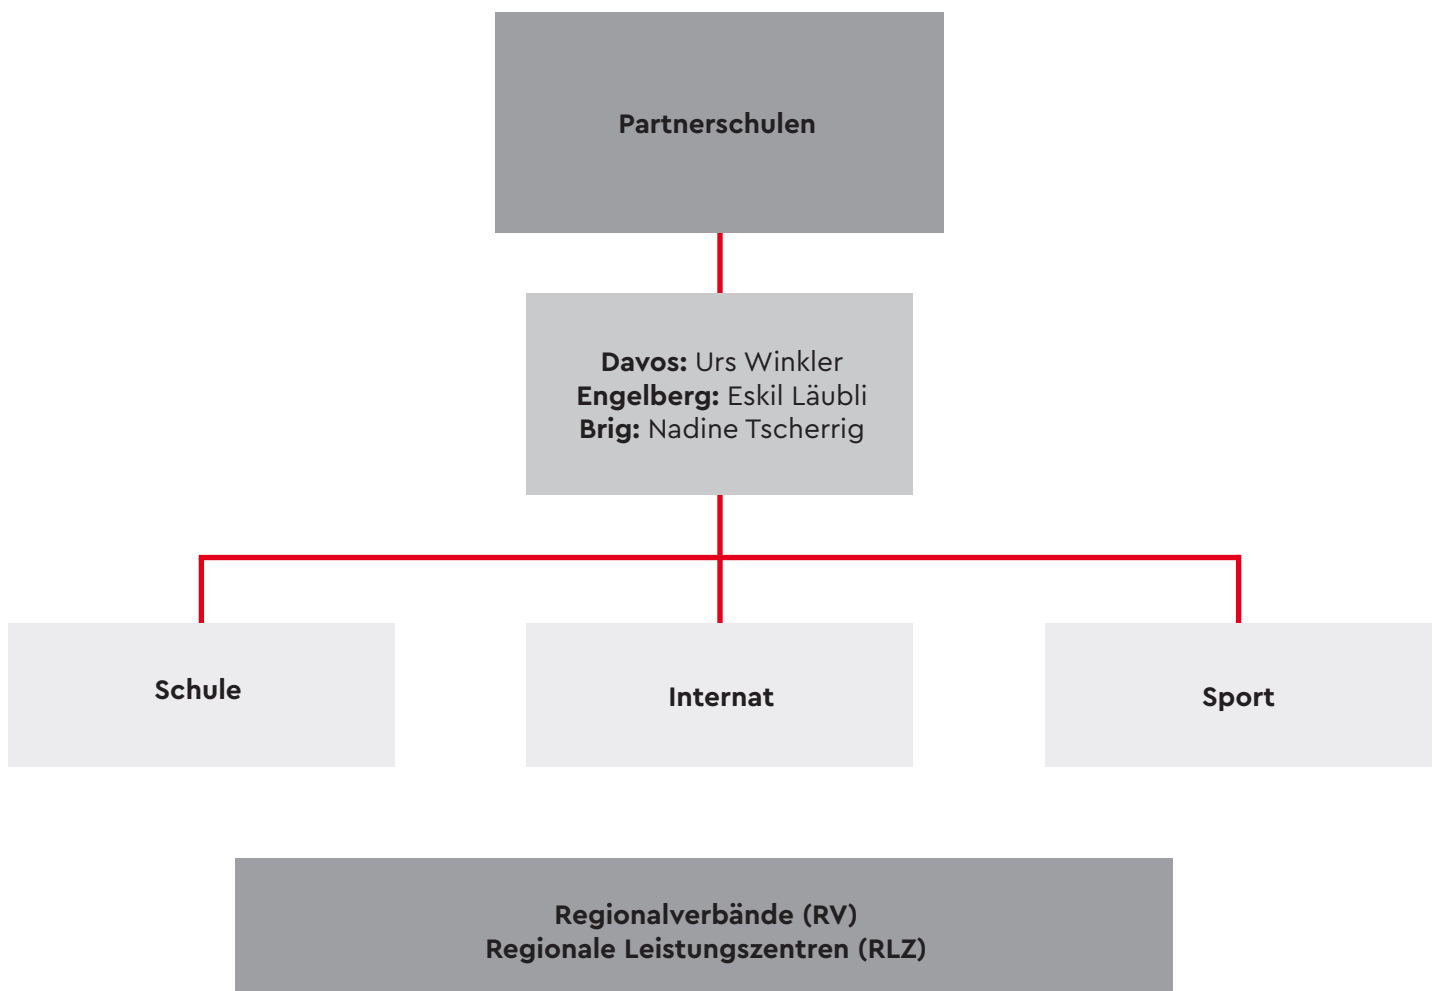 Partnerschulen
Davos: Urs Winkler
Engelberg: Eskil Läubli
Brig: Nadine Tscherrig
Schule
Internat
Sport
Regionalverbände (RV)
Regionale Leistungszentren (RLZ)